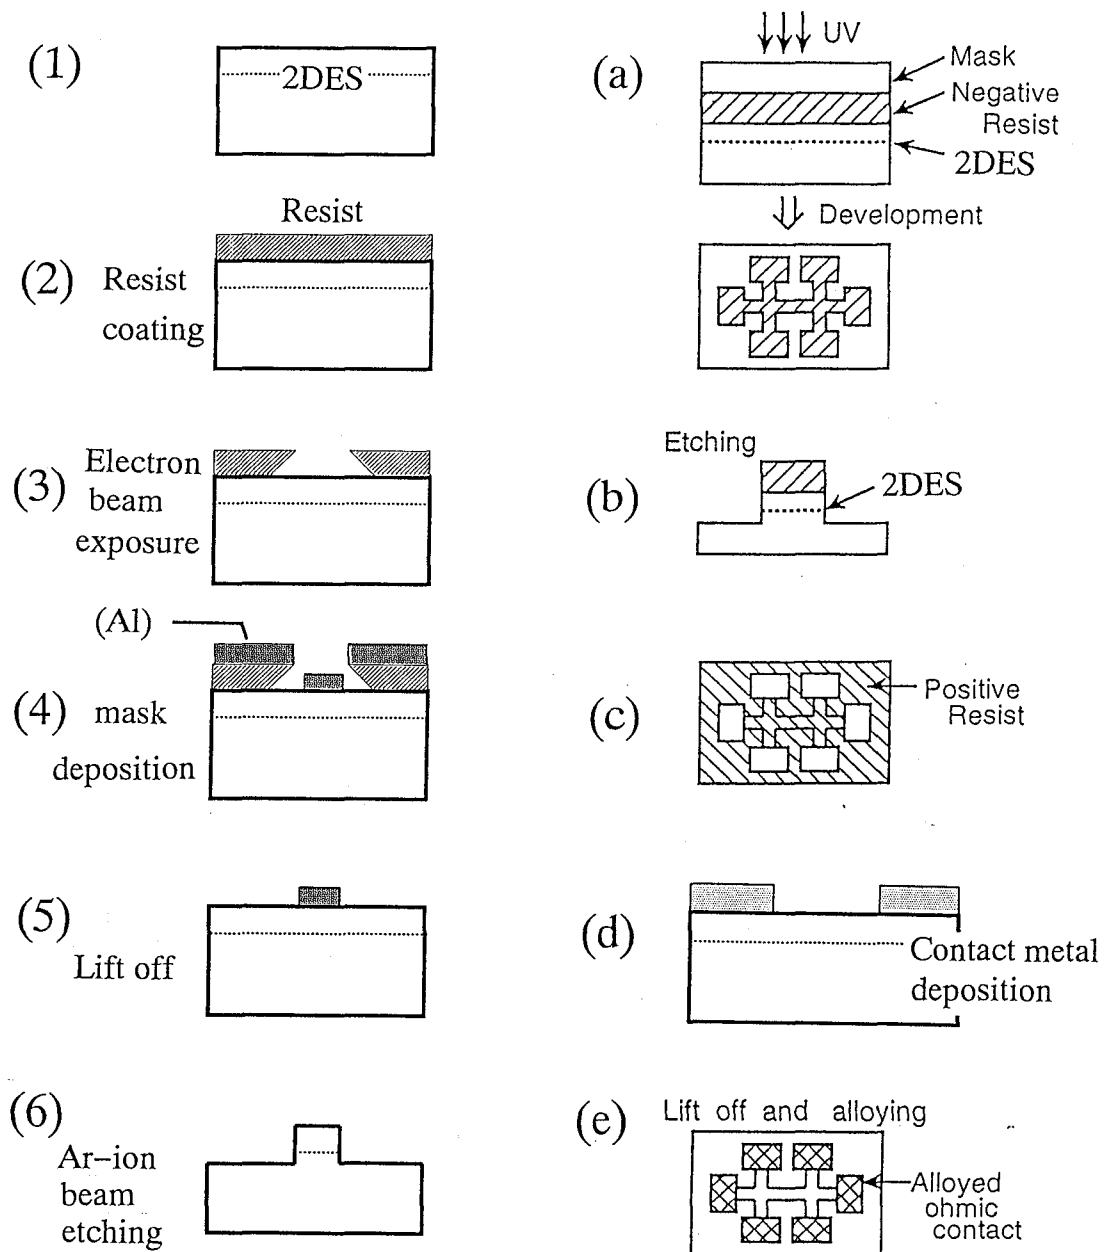 (1)
2DES
Resist
(2) Resist
coating
(3) Electron
beam
exposure
(Al)
(4) mask
deposition
(5)
Lift off
(6)
Ar-ion
beam
etching
UV
(a)
Mask
Negative
Resist
2DES
Development
Etching
(b)
2DES
(c)
Positive
Resist
(d)
Contact metal
deposition
(e)
Lift off and alloying
Alloyed
ohmic
contact